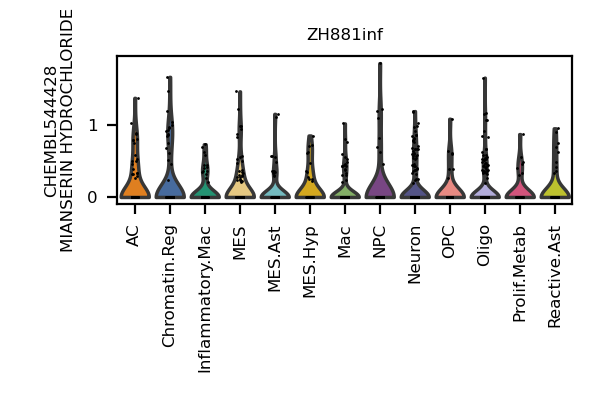 ZH881inf
CHEMBL544428
MIANSERIN HYDROCHLORIDE
1
0
AC
Chromatin.Reg
Inflammatory.Mac
MES
MES.Ast
MES.Hyp
Mac
NPC
Neuron
OPC
Oligo
Prolif.Metab
Reactive.Ast